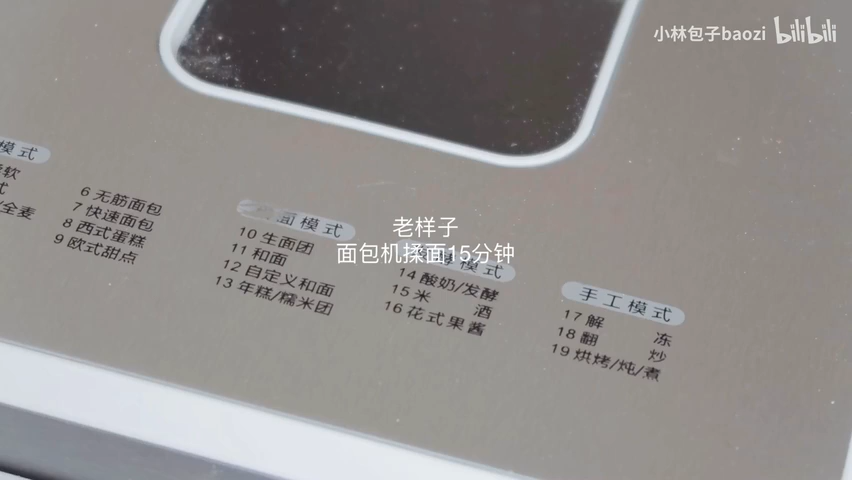 小林包子baozi bilibili
模式
软
式
/全麦
6 无筋面包
7 快速面包
8 西式蛋糕
9 欧式甜点
面模式
10 生面团
11 和面
12 自定义和面
13 年糕/糯米团
老样子
面包机揉面15分钟
模式
14 酸奶/发酵
15 米 酒
16 花式果酱
手工模式
17 解 冻
18 翻 炒
19 烘烤/炖/煮